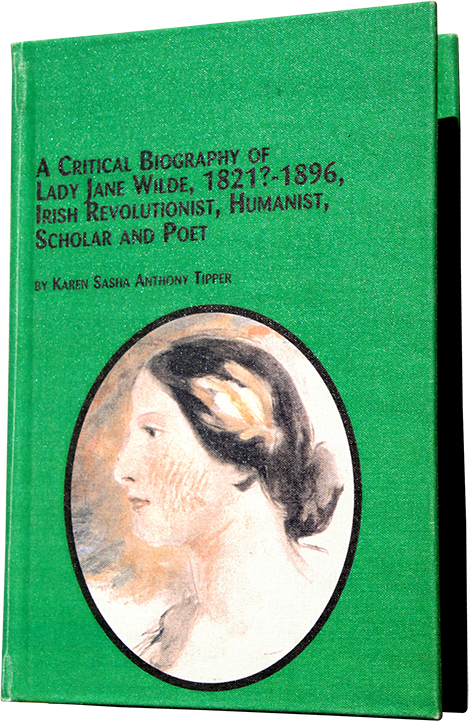 A Critical Biography of
Lady Jane Wilde, 1821?-1896,
Irish Revolutionist, Humanist,
Scholar and Poet
by Karen Sasha Anthony Tipper